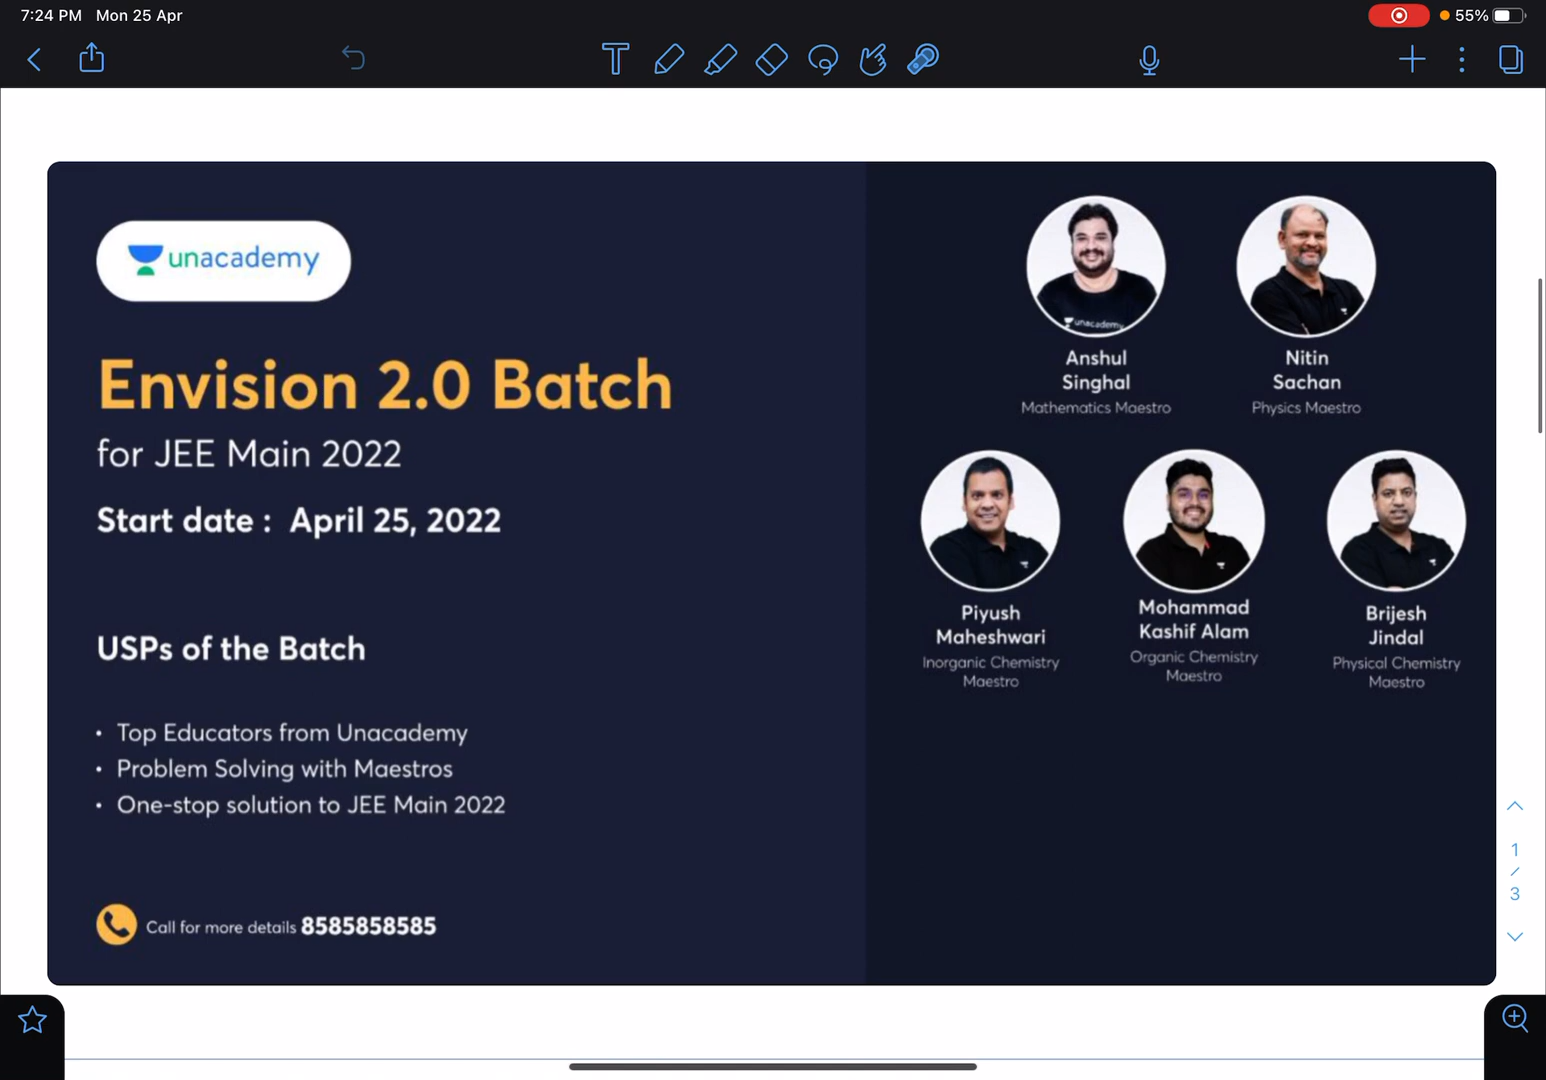 7:24 PM Mon 25 Apr
55%
unacademy
Envision 2.0 Batch
for JEE Main 2022
Start date : April 25, 2022
USPs of the Batch
• Top Educators from Unacademy
• Problem Solving with Maestros
• One-stop solution to JEE Main 2022
Call for more details 8585858585
unacademy
Anshul
Singhal
Mathematics Maestro
Nitin
Sachan
Physics Maestro
Piyush
Maheshwari
Inorganic Chemistry
Maestro
Mohammad
Kashif Alam
Organic Chemistry
Maestro
Brijesh
Jindal
Physical Chemistry
Maestro
1
/
3